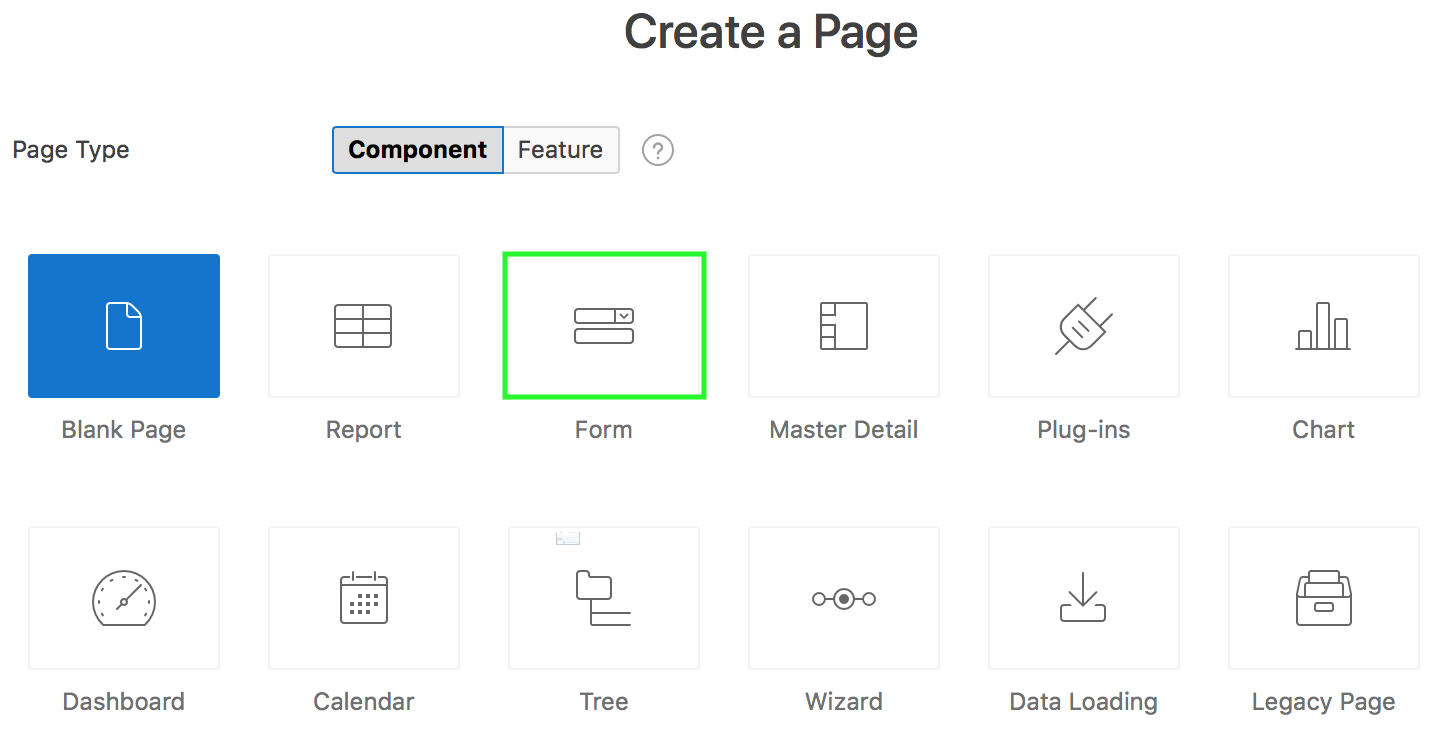 Create a Page
Page Type
Component Feature ?
Blank Page Report Form Master Detail Plug-ins Chart
Dashboard Calendar Tree Wizard Data Loading Legacy Page